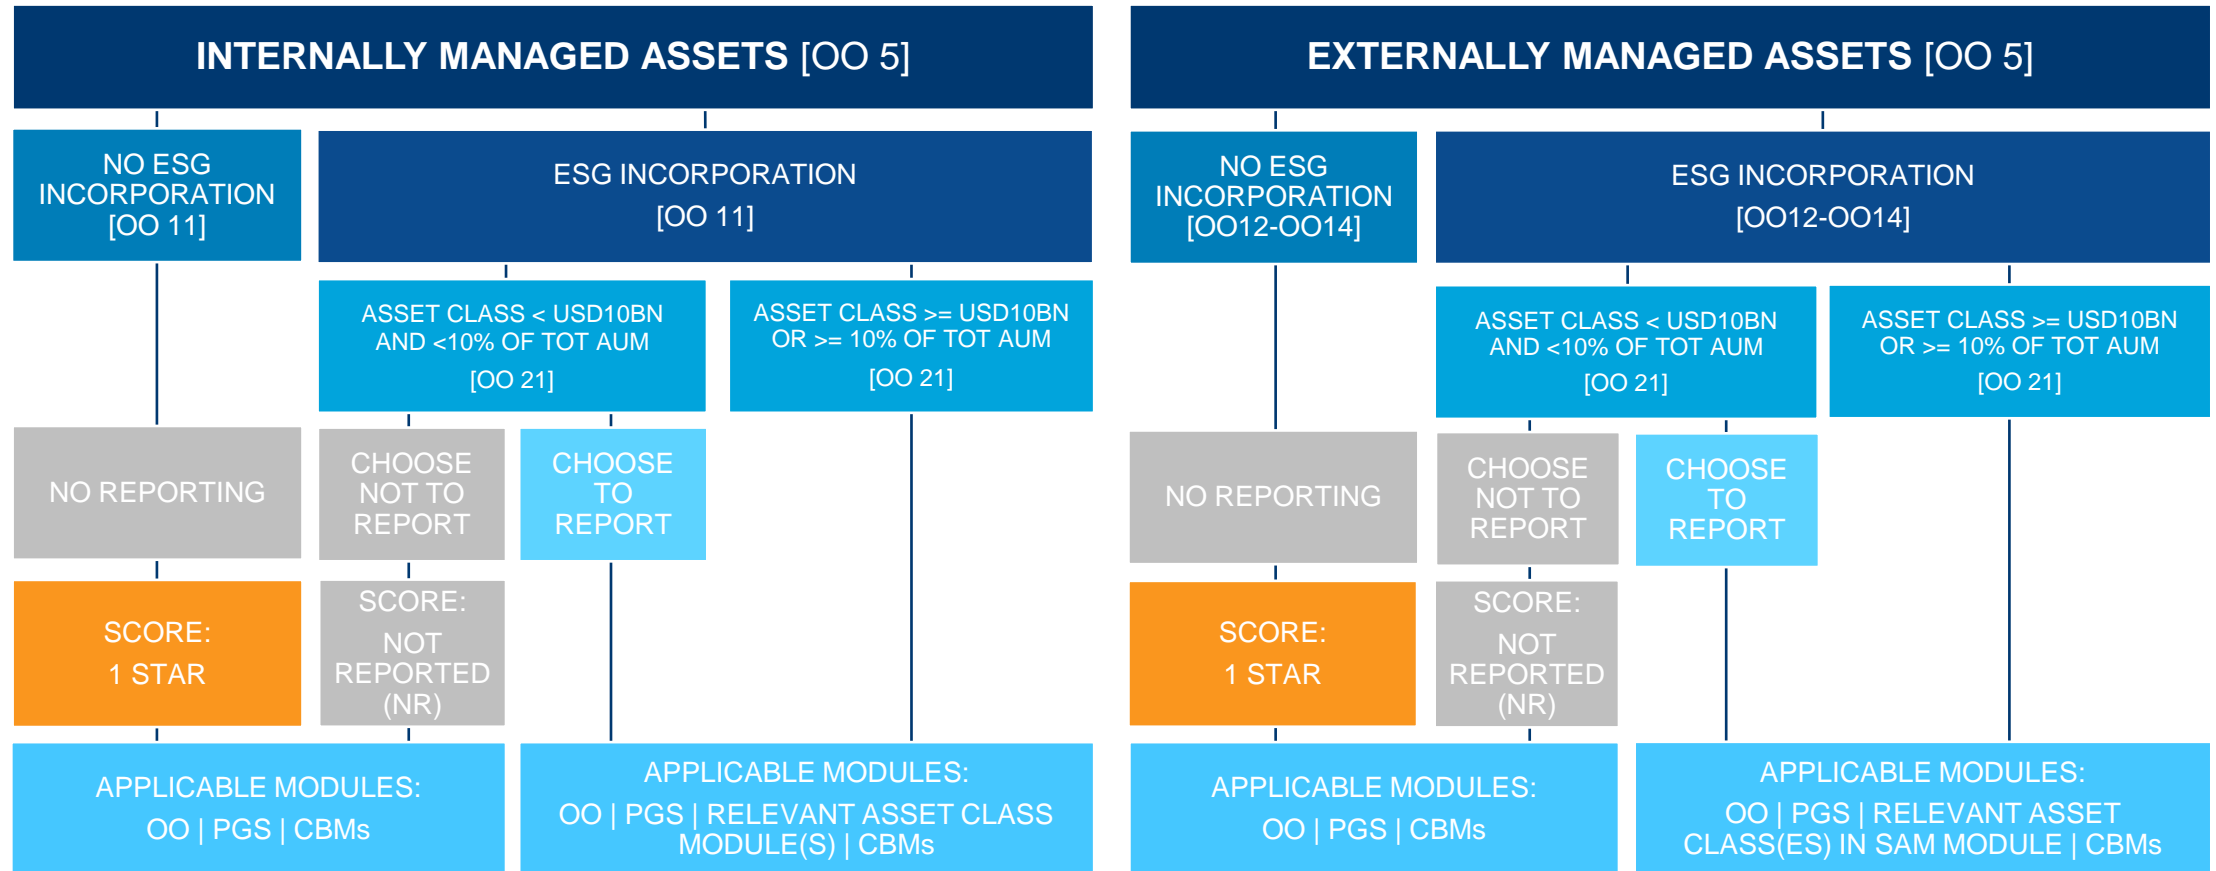 INTERNALLY MANAGED ASSETS [OO 5]
NO ESG
INCORPORATION
[OO 11]
ESG INCORPORATION
[OO 11]
ASSET CLASS < USD10BN
AND <10% OF TOT AUM
[OO 21]
ASSET CLASS >= USD10BN
OR >= 10% OF TOT AUM
[OO 21]
NO REPORTING
CHOOSE
NOT TO
REPORT
CHOOSE
TO
REPORT
SCORE:
1 STAR
SCORE:
NOT
REPORTED
(NR)
APPLICABLE MODULES:
OO | PGS | CBMs
APPLICABLE MODULES:
OO | PGS | RELEVANT ASSET CLASS
MODULE(S) | CBMs
EXTERNALLY MANAGED ASSETS [OO 5]
NO ESG
INCORPORATION
[OO12-OO14]
ESG INCORPORATION
[OO12-OO14]
ASSET CLASS < USD10BN
AND <10% OF TOT AUM
[OO 21]
ASSET CLASS >= USD10BN
OR >= 10% OF TOT AUM
[OO 21]
NO REPORTING
CHOOSE
NOT TO
REPORT
CHOOSE
TO
REPORT
SCORE:
1 STAR
SCORE:
NOT
REPORTED
(NR)
APPLICABLE MODULES:
OO | PGS | CBMs
APPLICABLE MODULES:
OO | PGS | RELEVANT ASSET
CLASS(ES) IN SAM MODULE | CBMs